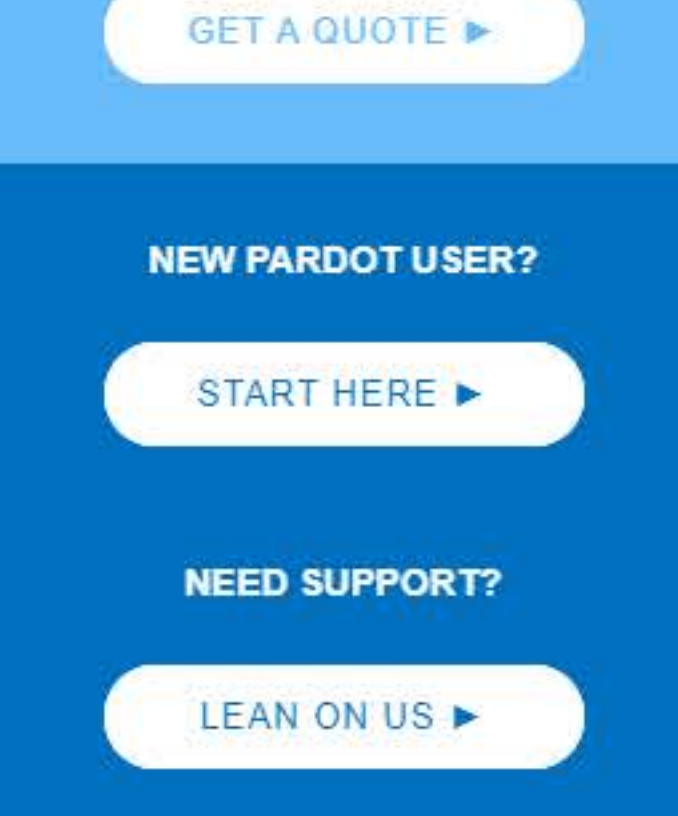 GET A QUOTE ►
NEW PARDOT USER?
START HERE ►
NEED SUPPORT?
LEAN ON US ►